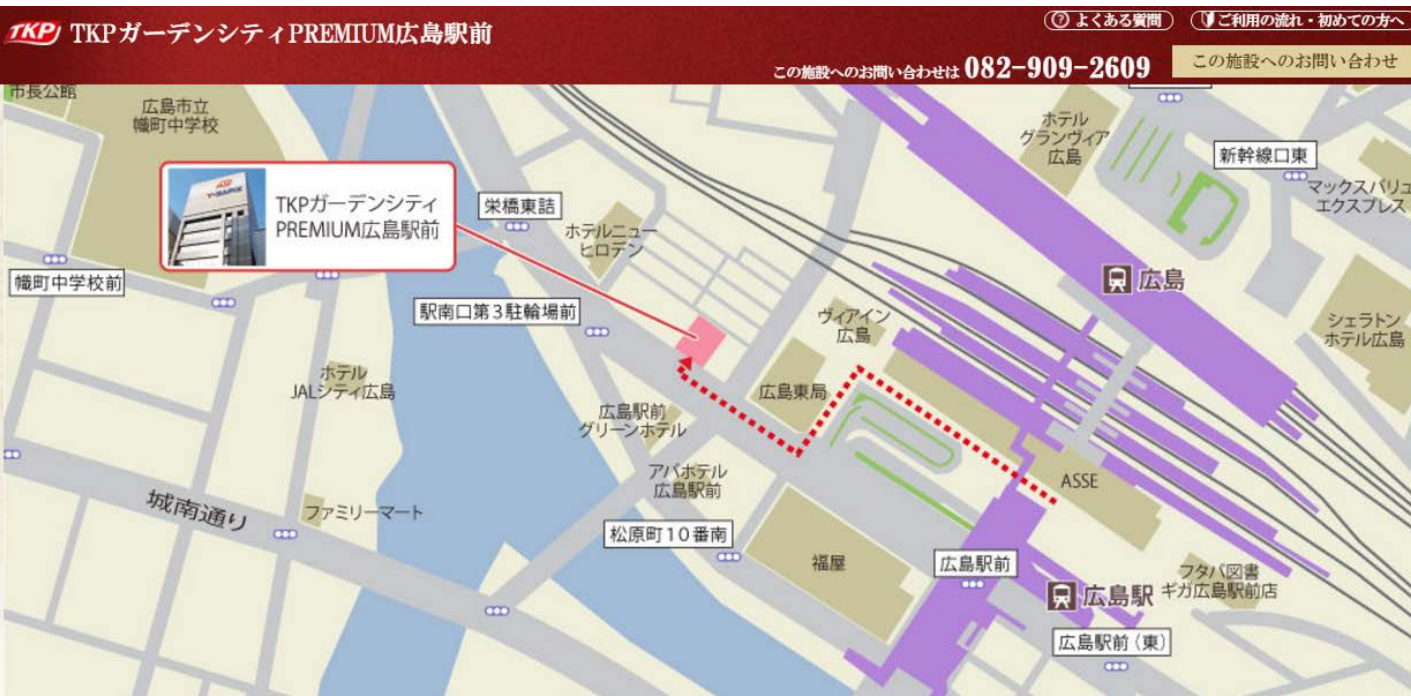 TKP TKPガーデンシティPREMIUM広島駅前
よくある質問
ご利用の流れ・初めての方へ
この施設へのお問い合わせは 082-909-2609
この施設へのお問い合わせ
市長公館
広島市立
幟町中学校
ホテル
グランヴィア
広島
新幹線口東
マックスバリュ
エクスプレス
TKPガーデンシティ
PREMIUM広島駅前
栄橋東詰
ホテルニュー
ヒロデン
幟町中学校前
広島
駅南口第3駐輪場前
ヴィアイン
広島
シェラトン
ホテル広島
ホテル
JALシティ広島
広島東局
広島駅前
グリーンホテル
アパホテル
広島駅前
ASSE
城南通り
ファミリーマート
松原町10番南
福屋
広島駅前
フタバ図書
ギガ広島駅前店
広島駅
広島駅前(東)